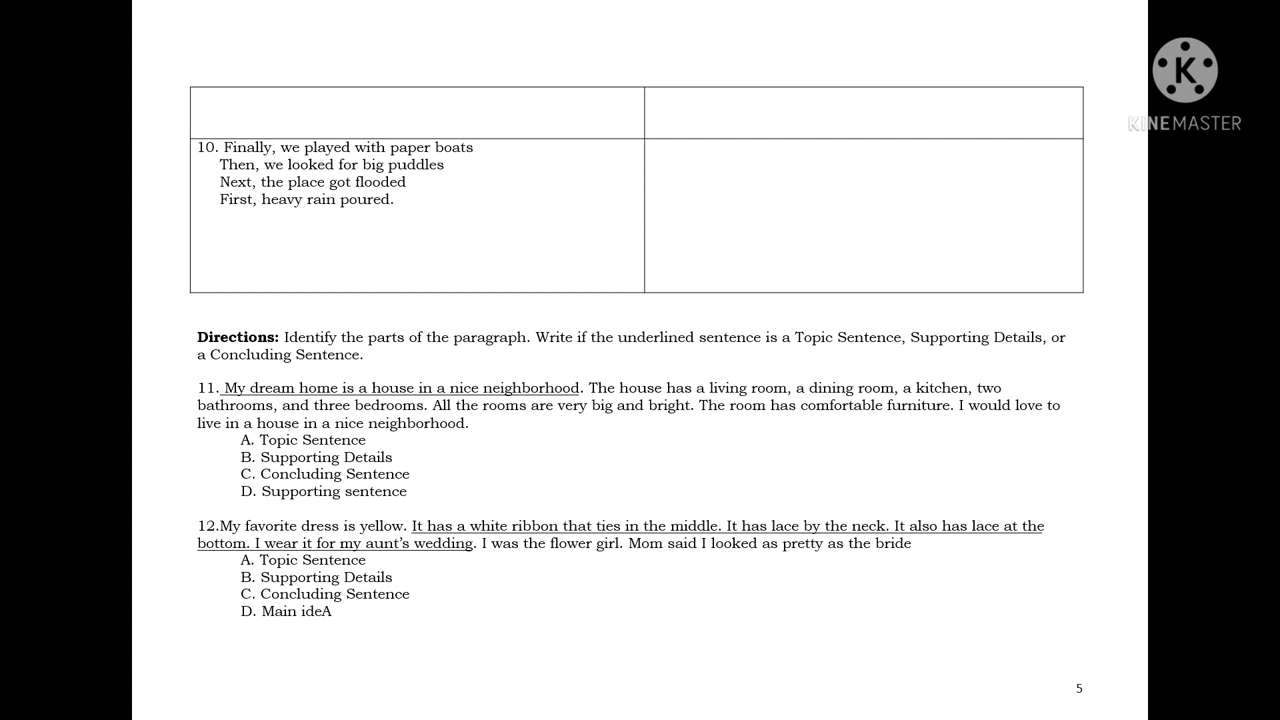 KINEMASTER
10. Finally, we played with paper boats
Then, we looked for big puddles
Next, the place got flooded
First, heavy rain poured.
Directions: Identify the parts of the paragraph. Write if the underlined sentence is a Topic Sentence, Supporting Details, or
a Concluding Sentence.
11. My dream home is a house in a nice neighborhood. The house has a living room, a dining room, a kitchen, two
bathrooms, and three bedrooms. All the rooms are very big and bright. The room has comfortable furniture. I would love to
live in a house in a nice neighborhood.
A. Topic Sentence
B. Supporting Details
C. Concluding Sentence
D. Supporting sentence
12.My favorite dress is yellow. It has a white ribbon that ties in the middle. It has lace by the neck. It also has lace at the
bottom. I wear it for my aunt's wedding. I was the flower girl. Mom said I looked as pretty as the bride
A. Topic Sentence
B. Supporting Details
C. Concluding Sentence
D. Main ideA
5